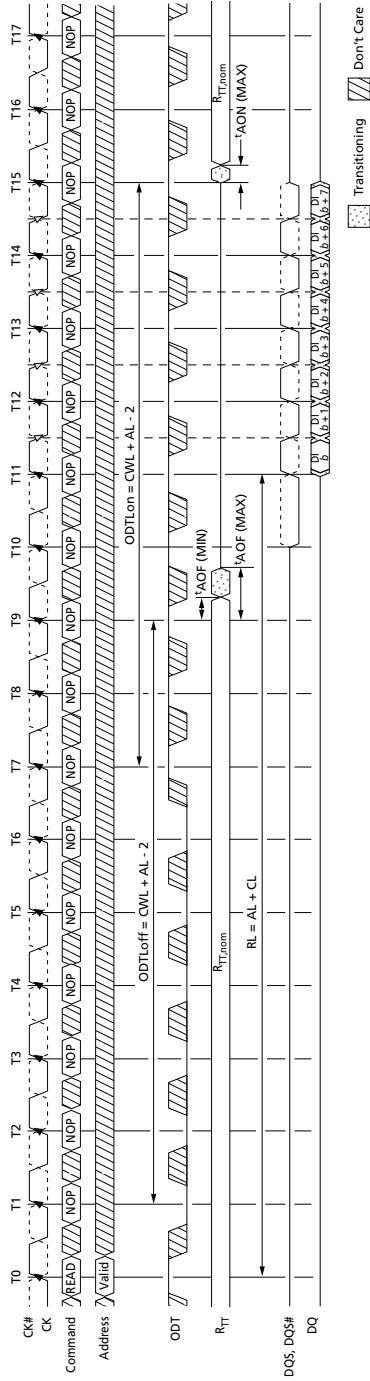 T0 T1 T2 T3 T4 T5 T6 T7 T8 T9 T10 T11 T12 T13 T14 T15 T16 T17
CK#
CK
Command READ NOP NOP NOP NOP NOP NOP NOP NOP NOP NOP NOP NOP NOP NOP NOP NOP NOP
Address Valid
ODTLon = CWL + AL - 2
ODTLoff = CWL + AL - 2
ODT
tAOF (MIN)
RTT RTT,nom RTT,nom
tAOF (MAX)
tAON (MAX)
RL = AL + CL
DQS, DQS#
DQ DI b DI b + 1 DI b + 2 DI b + 3 DI b + 4 DI b + 5 DI b + 6 DI b + 7
Transitioning Don't Care